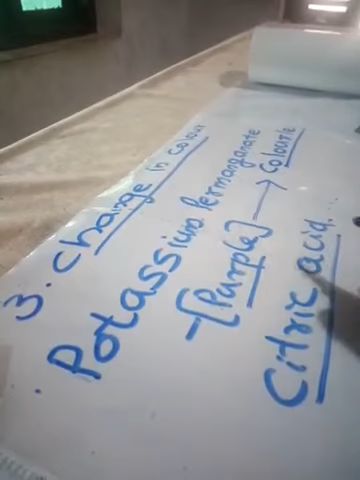 3. Change in Colour
Potassium Permanganate
- [Purple] → Colourle
Citric acid...